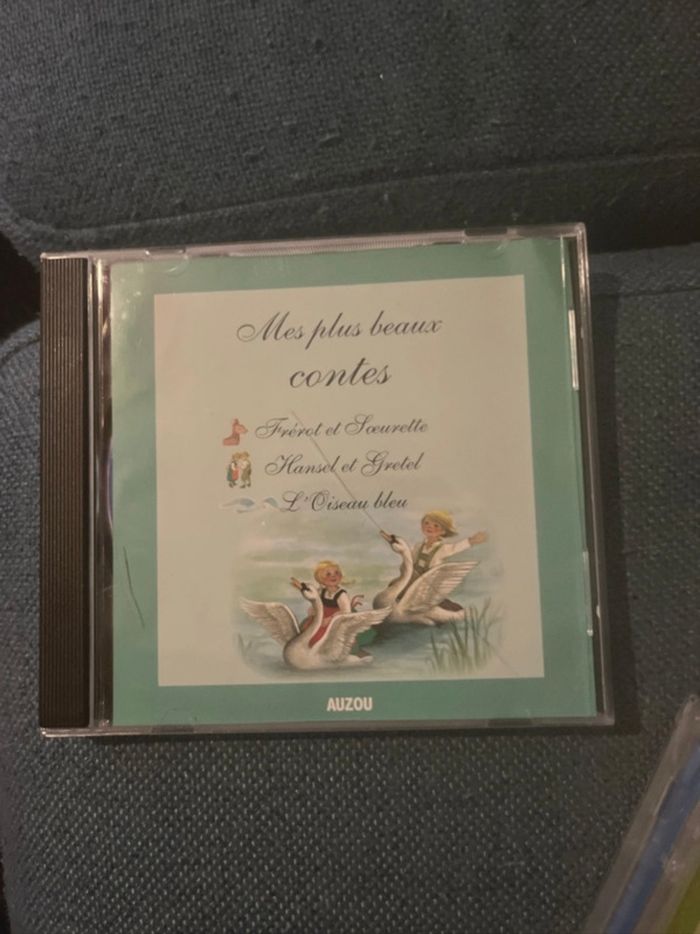 Mes plus beaux
contes
Frérot et Sœurette
Hansel et Gretel
L'Oiseau bleu
AUZOU